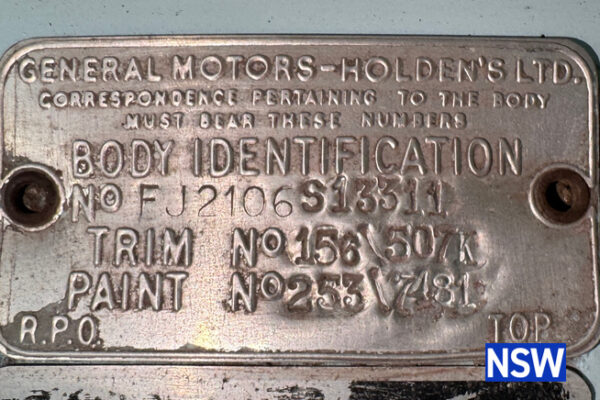 GENERAL MOTORS-HOLDEN'S LTD.
CORRESPONDENCE PERTAINING TO THE BODY
MUST BEAR THESE NUMBERS
BODY IDENTIFICATION
NO FJ2106 S13311
TRIM NO 156\507K
PAINT NO 253\7481
R.P.O. TOP
NSW